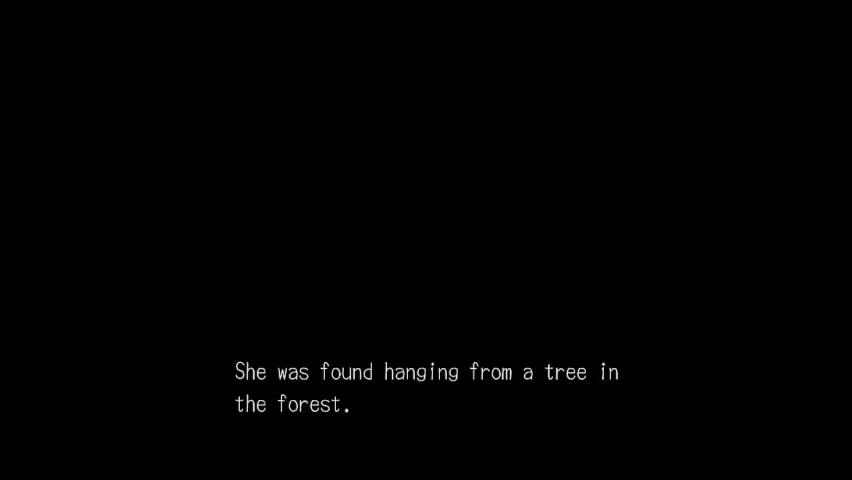 She was found hanging from a tree in
the forest.